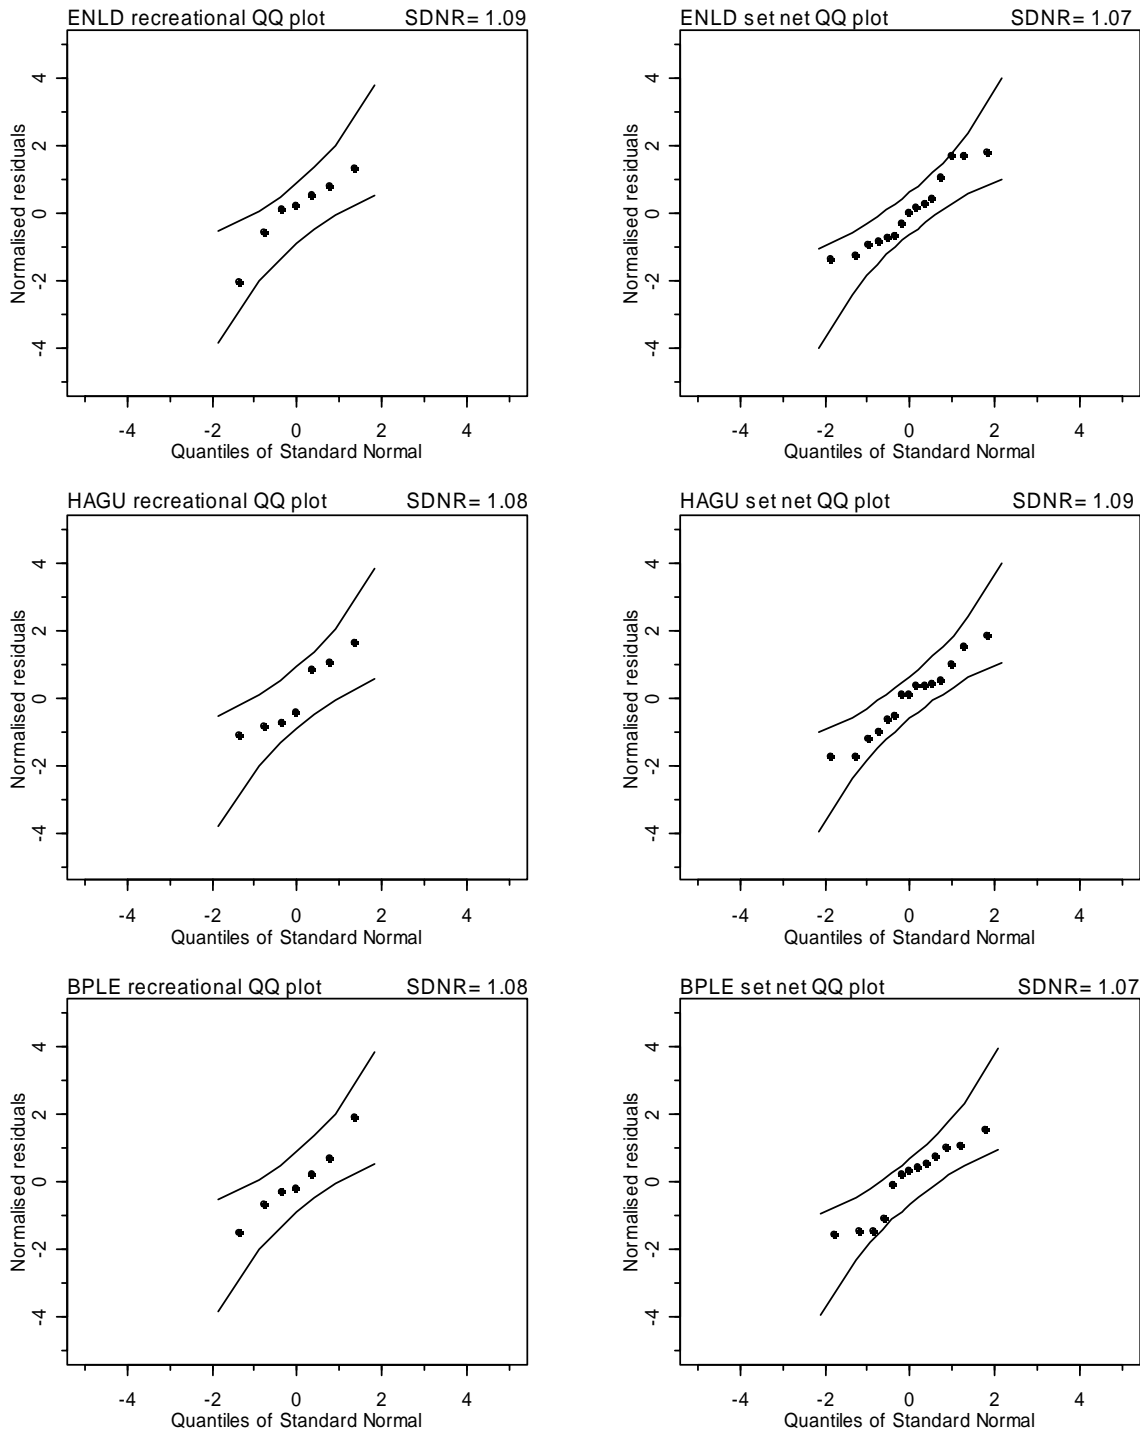 ENLD recreational QQ plot SDNR= 1.09
4
2
0
-2
-4
Normalised residuals
-4 -2 0 2 4
Quantiles of Standard Normal
ENLD set net QQ plot SDNR= 1.07
4
2
0
-2
-4
Normalised residuals
-4 -2 0 2 4
Quantiles of Standard Normal
HAGU recreational QQ plot SDNR= 1.08
4
2
0
-2
-4
Normalised residuals
-4 -2 0 2 4
Quantiles of Standard Normal
HAGU set net QQ plot SDNR= 1.09
4
2
0
-2
-4
Normalised residuals
-4 -2 0 2 4
Quantiles of Standard Normal
BPLE recreational QQ plot SDNR= 1.08
4
2
0
-2
-4
Normalised residuals
-4 -2 0 2 4
Quantiles of Standard Normal
BPLE set net QQ plot SDNR= 1.07
4
2
0
-2
-4
Normalised residuals
-4 -2 0 2 4
Quantiles of Standard Normal